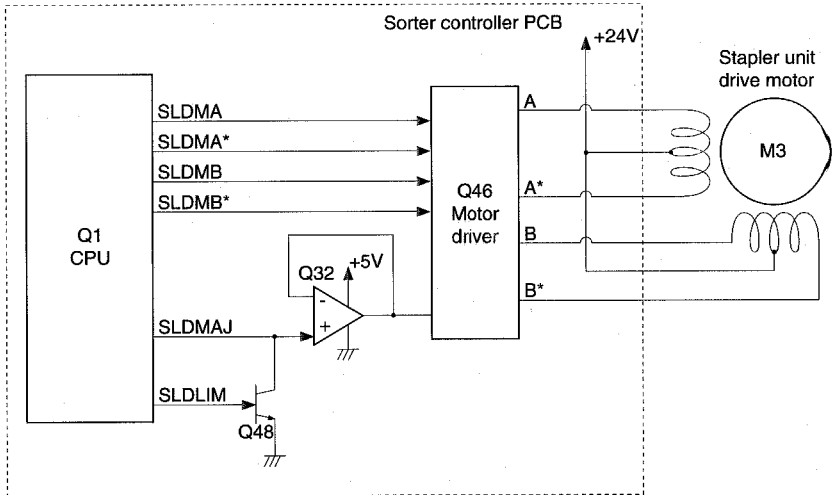 Sorter controller PCB
+24V
Stapler unit
drive motor
SLDMA
SLDMA*
SLDMB
SLDMB*
Q1
CPU
Q46
Motor
driver
A
A*
B
B*
M3
Q32
+5V
-
+
SLDMAJ
SLDLIM
Q48